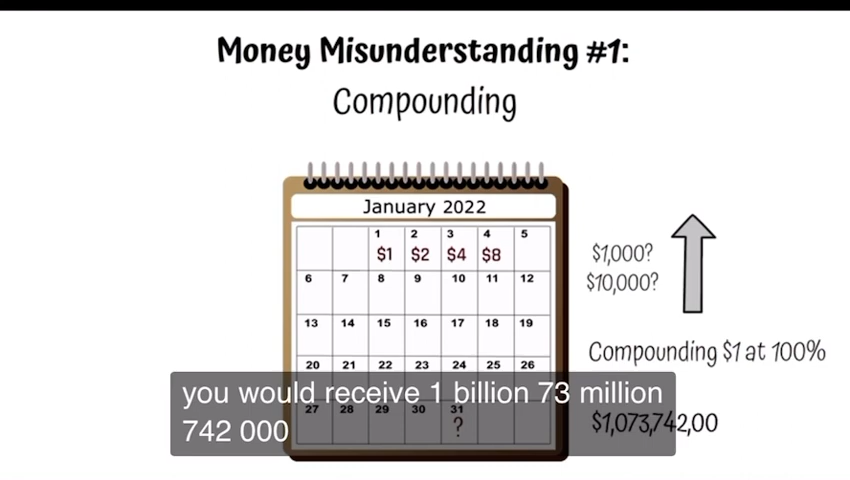 Money Misunderstanding #1:
Compounding
January 2022
1 2 3 4 5
$1 $2 $4 $8
6 7 8 9 10 11 12
13 14 15 16 17 18 19
20 21 22 23 24 25 26
27 28 29 30 31
?
$1,000?
$10,000?
Compounding $1 at 100%
$1,073,742,00
you would receive 1 billion 73 million
742 000